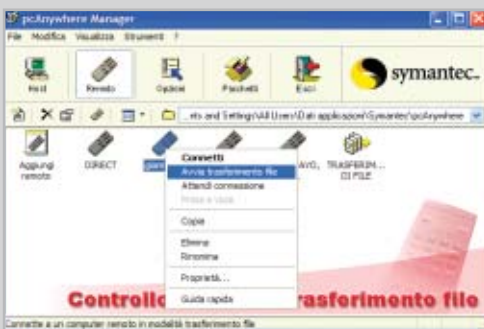 pcAnywhere Manager
File Modifica Visualizza Strumenti ?
Host Remoto Opzioni Pacchetti Esci symantec.
...nts and Settings\All Users\Dati applicazioni\Symantec\pcAnywhere
Aggiungi remoto DIRECT TRASFERIM... DI FILE
Connetti
Avvia trasferimento file
Attendi connessione
Copia
Elimina
Rinomina
Proprietà...
Guida rapida
Controllo rasferimento file
Connette a un computer remoto in modalità trasferimento file